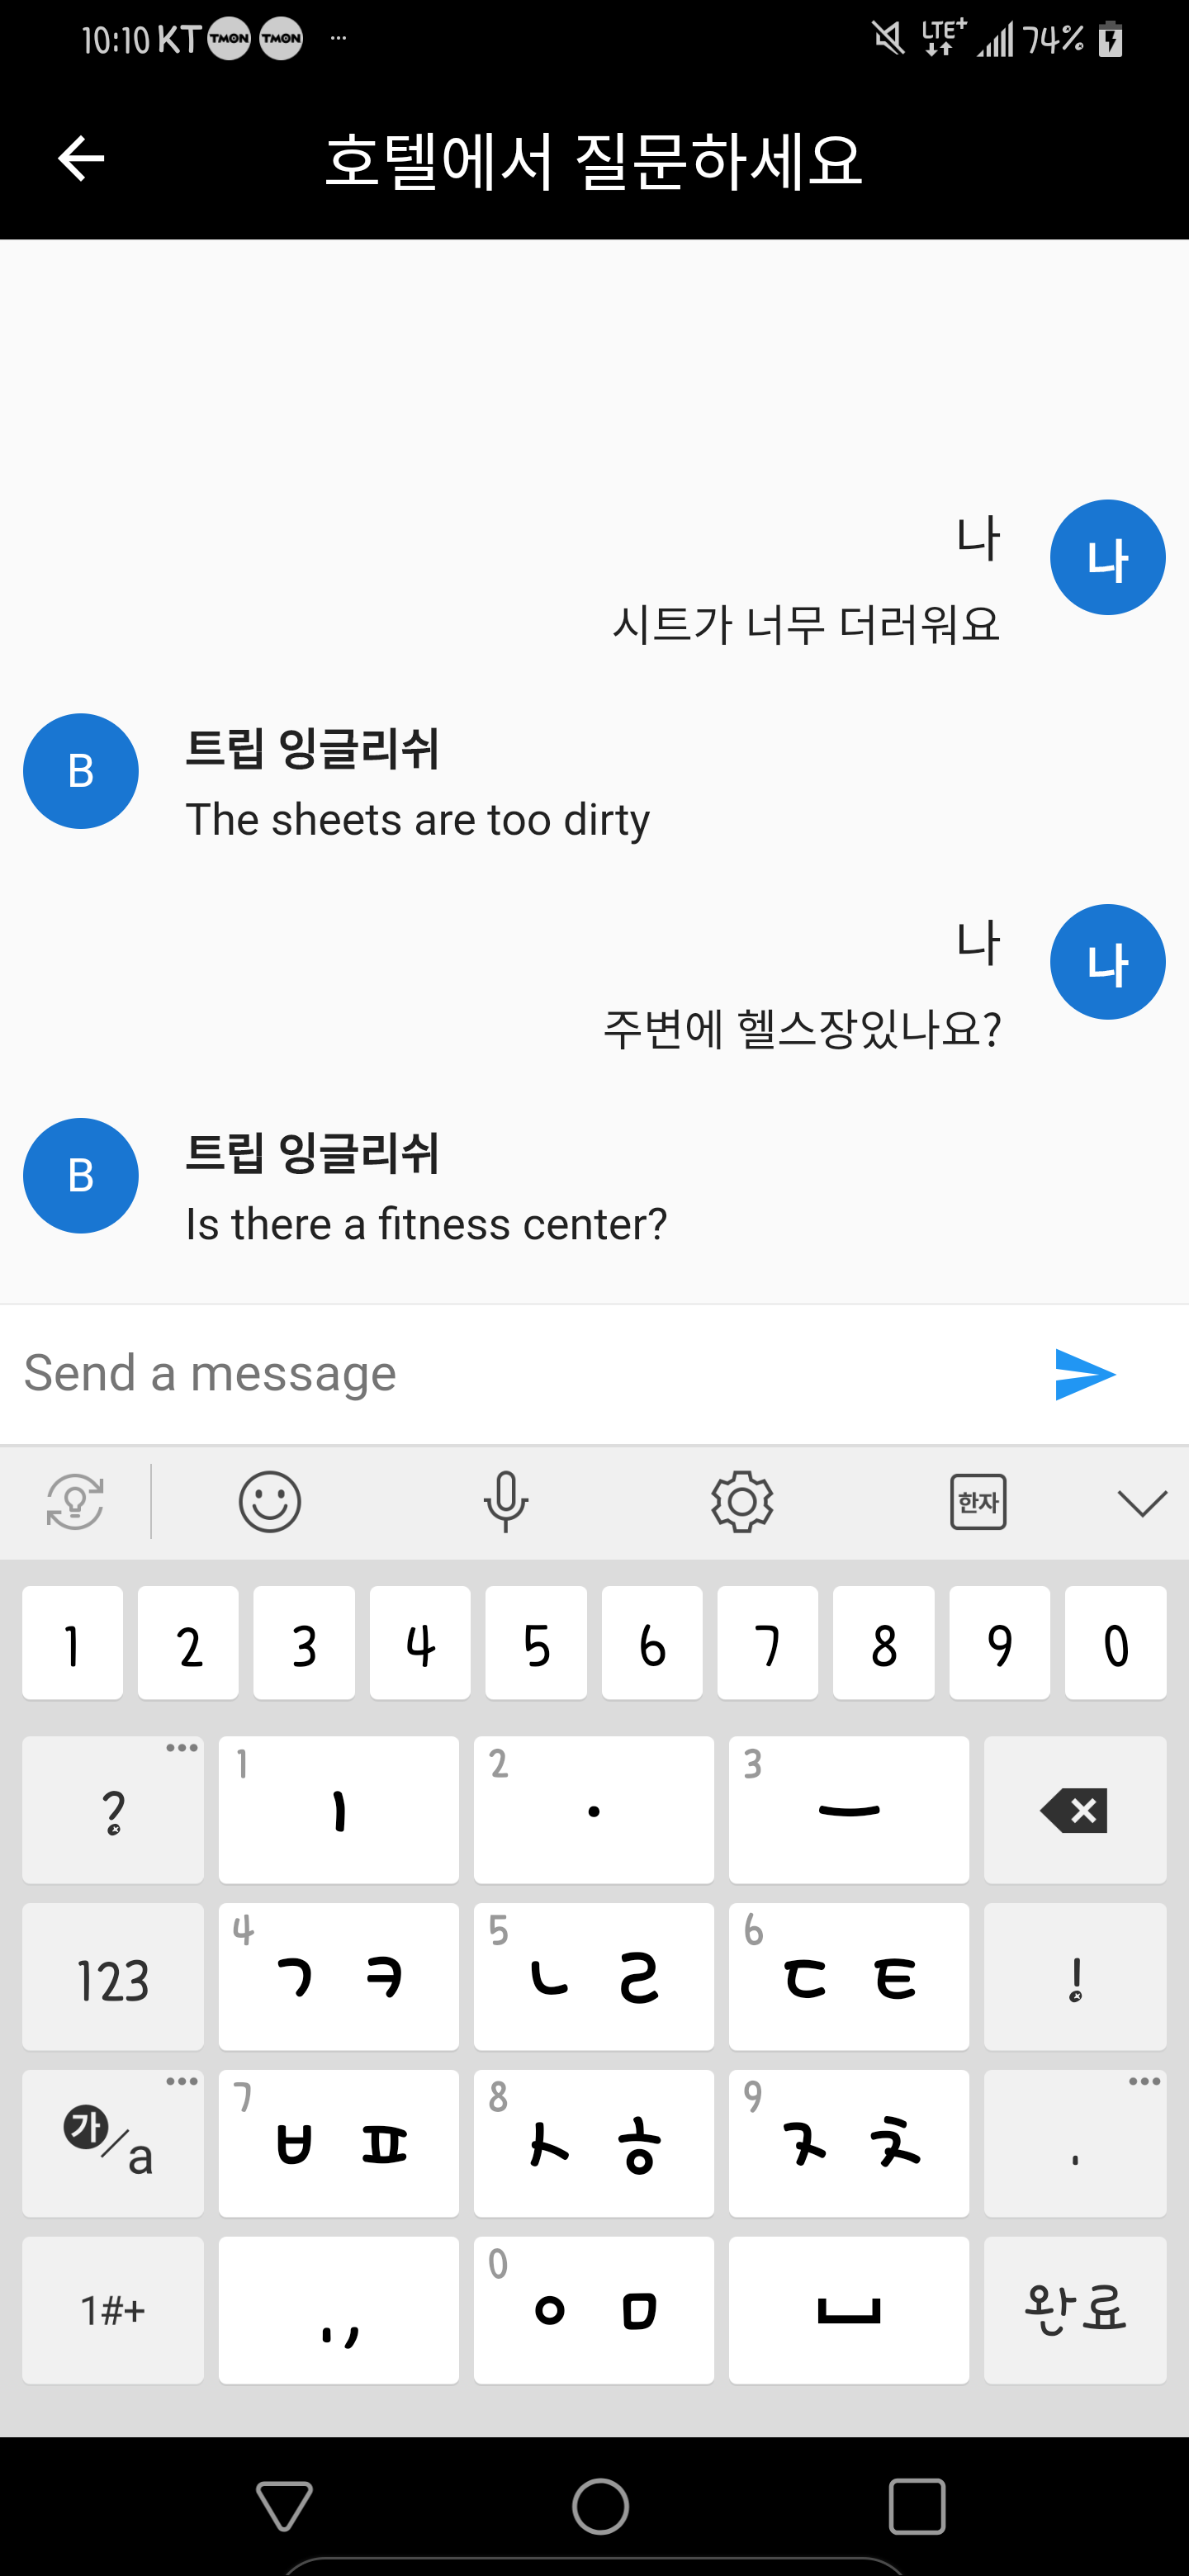 10:10 KT TMON TMON ...
LTE+ 74%
호텔에서 질문하세요
나
나
시트가 너무 더러워요
B
트립 잉글리쉬
The sheets are too dirty
나
나
주변에 헬스장있나요?
B
트립 잉글리쉬
Is there a fitness center?
Send a message
한자
1 2 3 4 5 6 7 8 9 0
? 1 ㅣ 2 · 3 ㅡ
123 4 ㄱ ㅋ 5 ㄴ ㄹ 6 ㄷ ㅌ !
가/a 7 ㅂ ㅍ 8 ㅅ ㅎ 9 ㅈ ㅊ .
1#+ ., 0 ㅇ ㅁ 완료